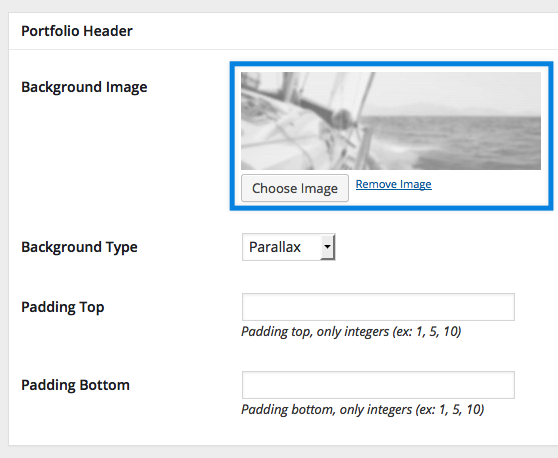 Portfolio Header
Background Image
Choose Image Remove Image
Background Type Parallax
Padding Top
Padding top, only integers (ex: 1, 5, 10)
Padding Bottom
Padding bottom, only integers (ex: 1, 5, 10)